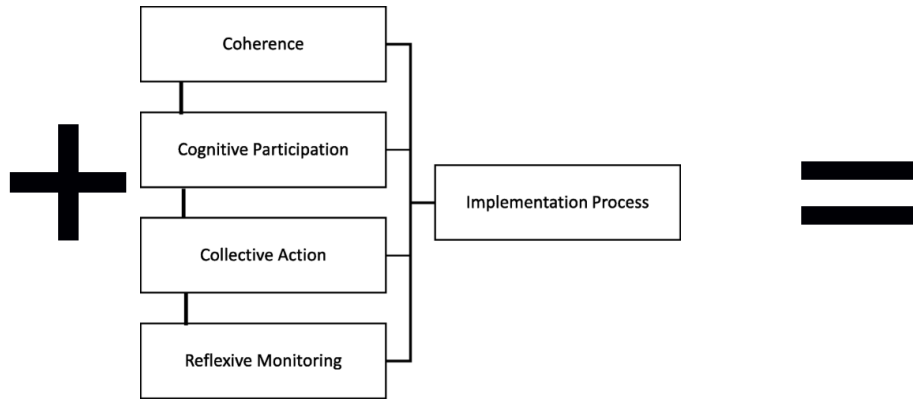 Coherence
Cognitive Participation
Implementation Process
Collective Action
Reflexive Monitoring